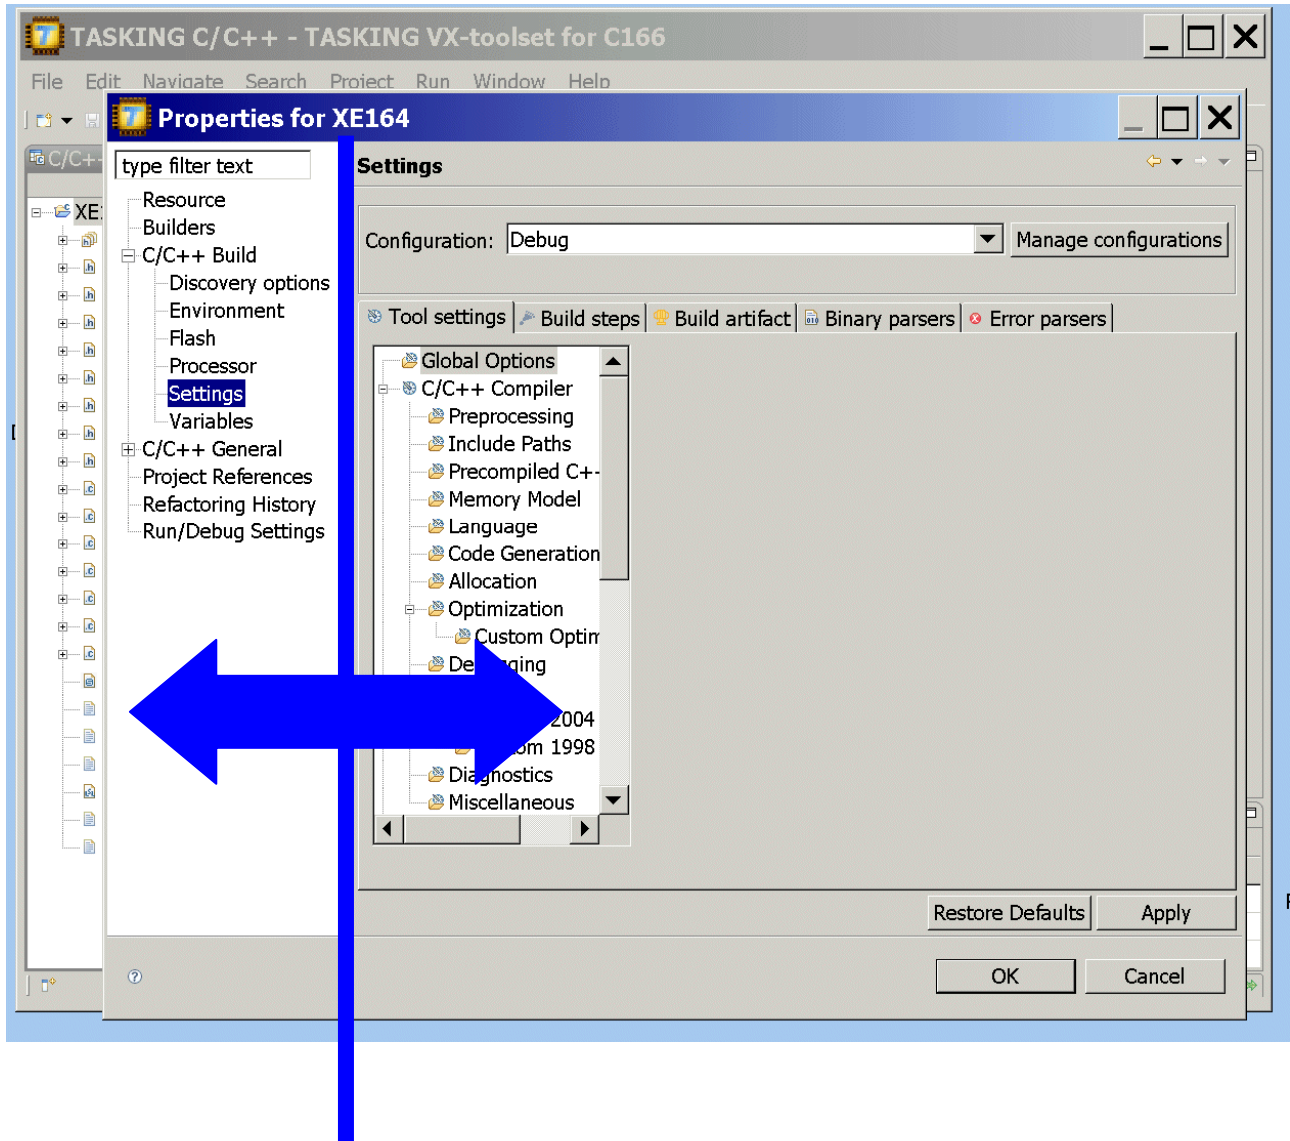 TASKING C/C++ - TASKING VX-toolset for C166
File Edit Navigate Search Project Run Window Help
Properties for XE164
C/C++
type filter text
Settings
XE
Resource
Builders
C/C++ Build
Discovery options
Environment
Flash
Processor
Settings
Variables
C/C++ General
Project References
Refactoring History
Run/Debug Settings
Configuration: Debug Manage configurations
Tool settings Build steps Build artifact Binary parsers Error parsers
Global Options
C/C++ Compiler
Preprocessing
Include Paths
Precompiled C+
Memory Model
Language
Code Generation
Allocation
Optimization
Custom Optim
2004
1998
Diagnostics
Miscellaneous
Restore Defaults Apply
OK Cancel